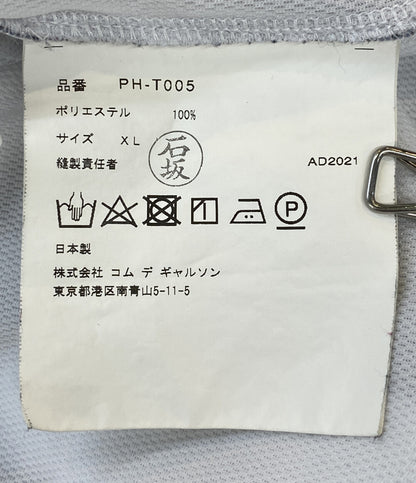 品番 PH-T005
ポリエステル 100%
サイズ XL
縫製責任者 石坂 AD2021
P
日本製
株式会社 コム デ ギャルソン
東京都港区南青山5-11-5